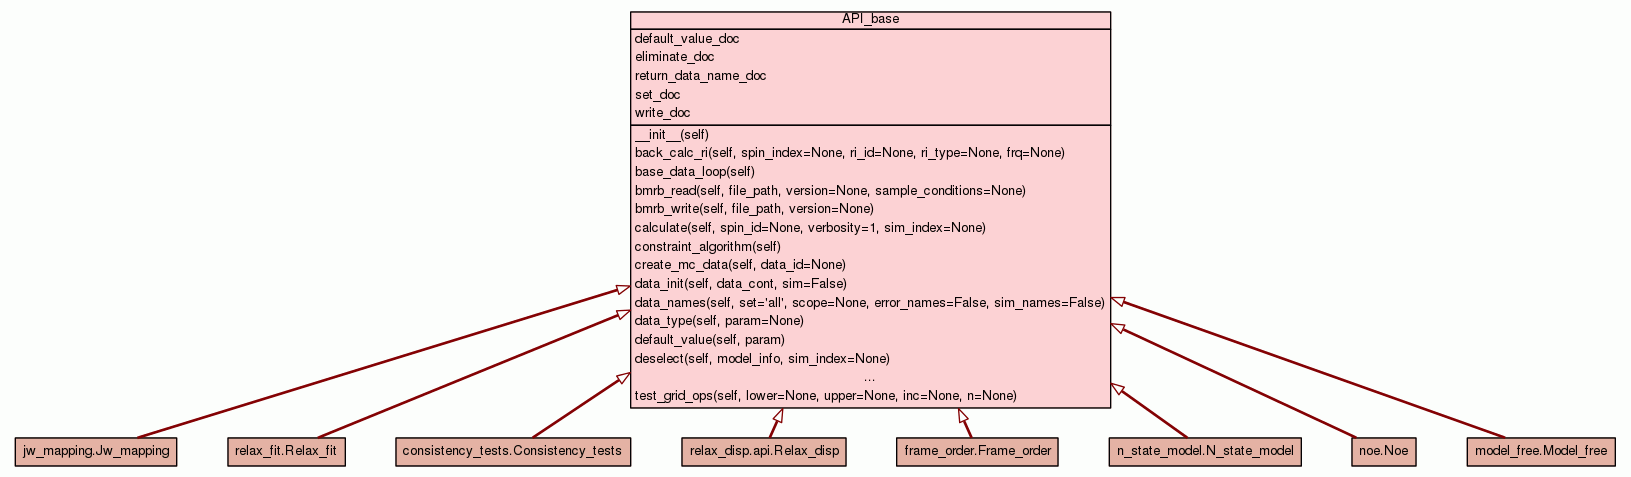 API_base
default_value_doc
eliminate_doc
return_data_name_doc
set_doc
write_doc
__init__(self)
back_calc_ri(self, spin_index=None, ri_id=None, ri_type=None, frq=None)
base_data_loop(self)
bmrb_read(self, file_path, version=None, sample_conditions=None)
bmrb_write(self, file_path, version=None)
calculate(self, spin_id=None, verbosity=1, sim_index=None)
constraint_algorithm(self)
create_mc_data(self, data_id=None)
data_init(self, data_cont, sim=False)
data_names(self, set='all', scope=None, error_names=False, sim_names=False)
data_type(self, param=None)
default_value(self, param)
deselect(self, model_info, sim_index=None)
...
test_grid_ops(self, lower=None, upper=None, inc=None, n=None)
jw_mapping.Jw_mapping
relax_fit.Relax_fit
consistency_tests.Consistency_tests
relax_disp.api.Relax_disp
frame_order.Frame_order
n_state_model.N_state_model
noe.Noe
model_free.Model_free